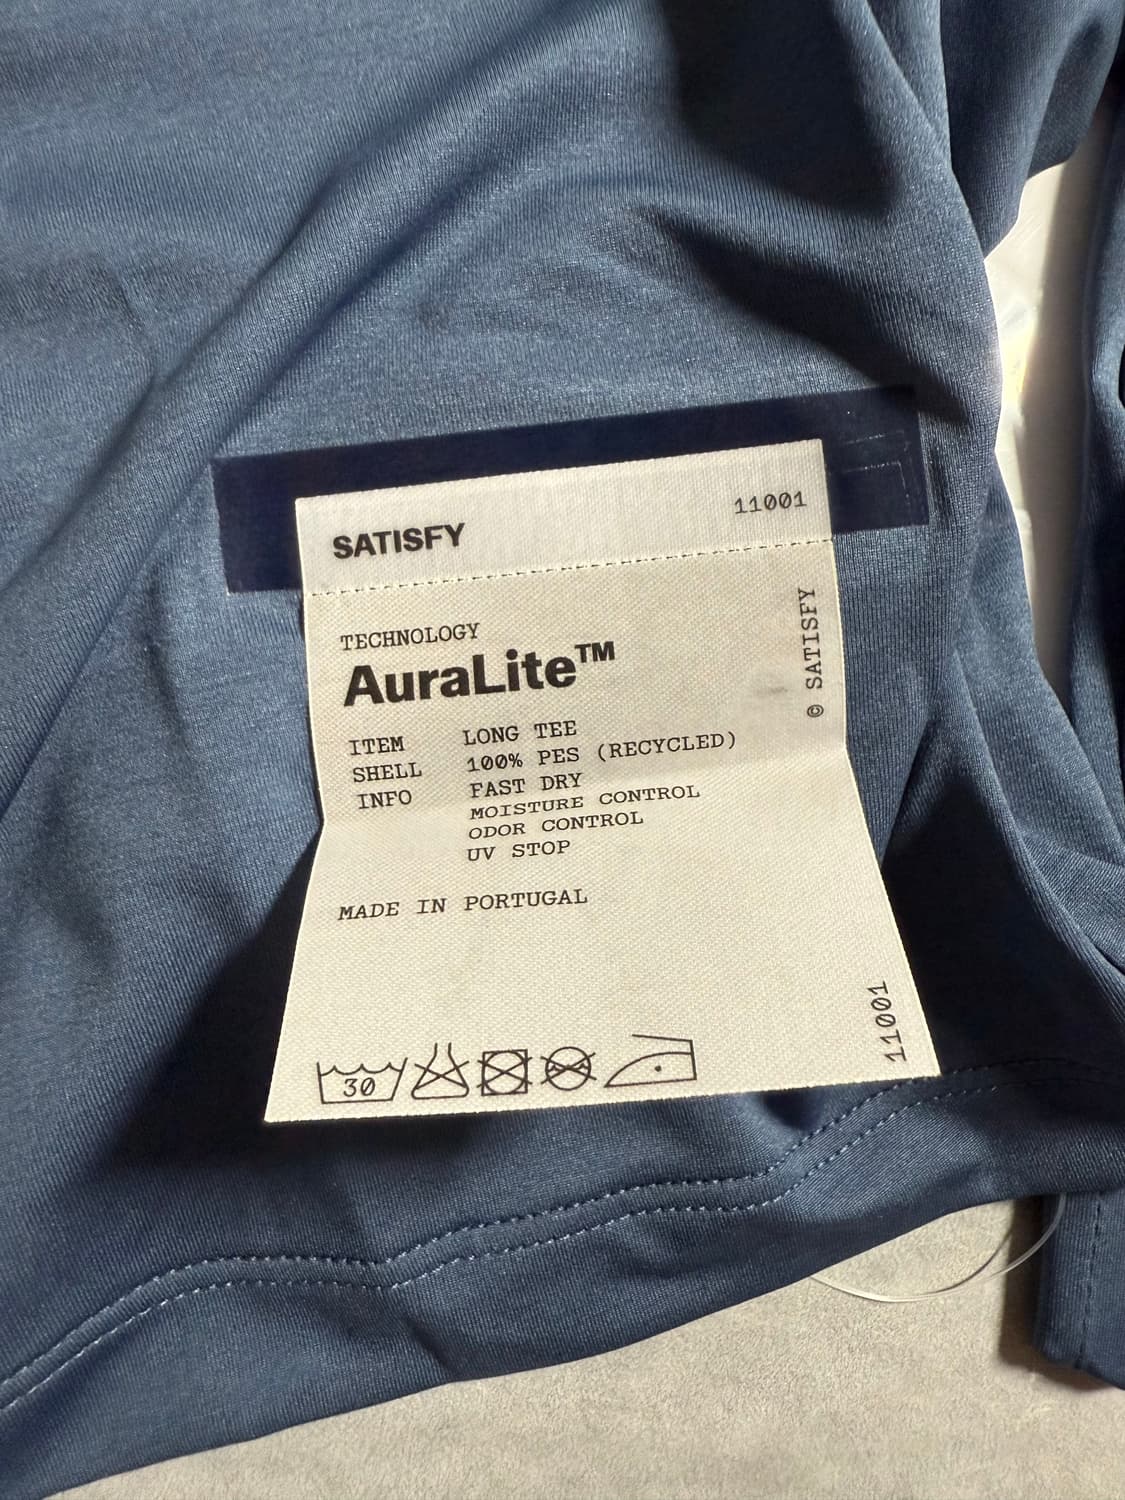 SATISFY 11001
TECHNOLOGY
AuraLite™
ITEM LONG TEE
SHELL 100% PES (RECYCLED)
INFO FAST DRY
MOISTURE CONTROL
ODOR CONTROL
UV STOP
MADE IN PORTUGAL
30
© SATISFY
11001